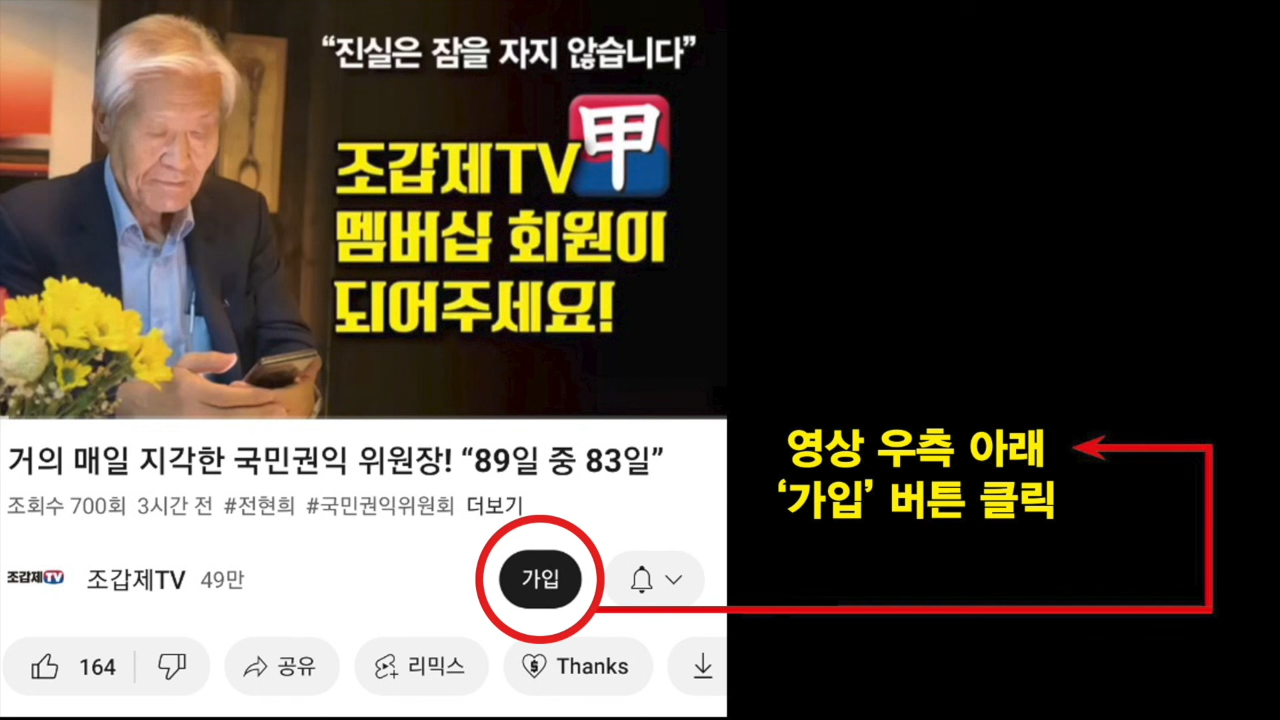 “진실은 잠을 자지 않습니다”
조갑제TV 甲
멤버십 회원이
되어주세요!
거의 매일 지각한 국민권익 위원장! “89일 중 83일”
조회수 700회 3시간 전 #전현희 #국민권익위원회 더보기
조갑제TV 조갑제TV 49만 가입
164 공유 리믹스 Thanks
영상 우측 아래
‘가입’ 버튼 클릭